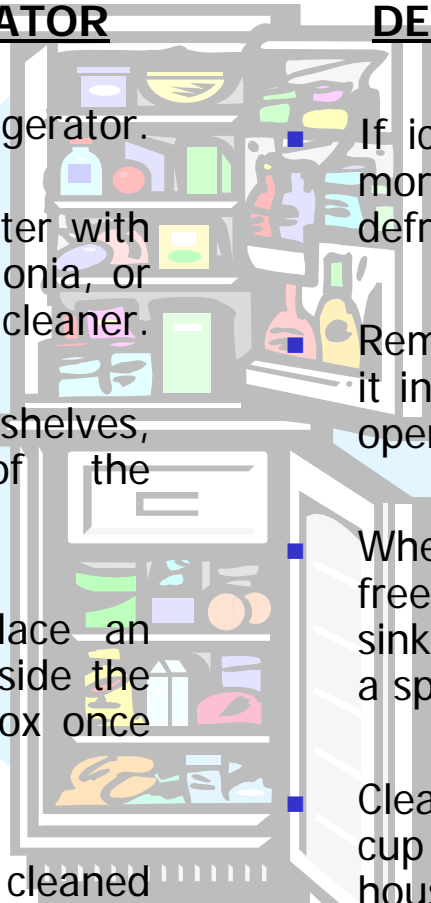 ATOR
gerator.
ter with
onia, or
cleaner.
shelves,
of the
lace an
side the
ox once
cleaned
DE
If ic
mor
defr
Rem
it in
oper
Whe
free
sink
a sp
Clea
cup
hous